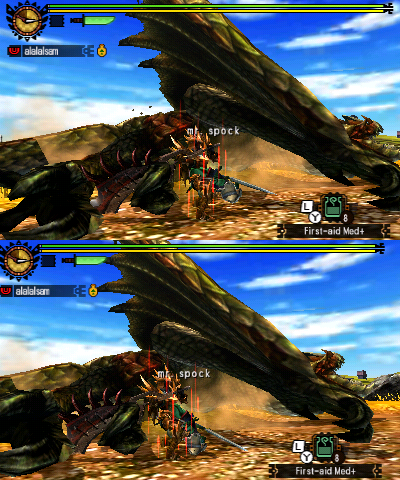 alalalsam
mr. spock
L
Y
8
First-aid Med+
alalalsam
mr. spock
L
Y
8
First-aid Med+